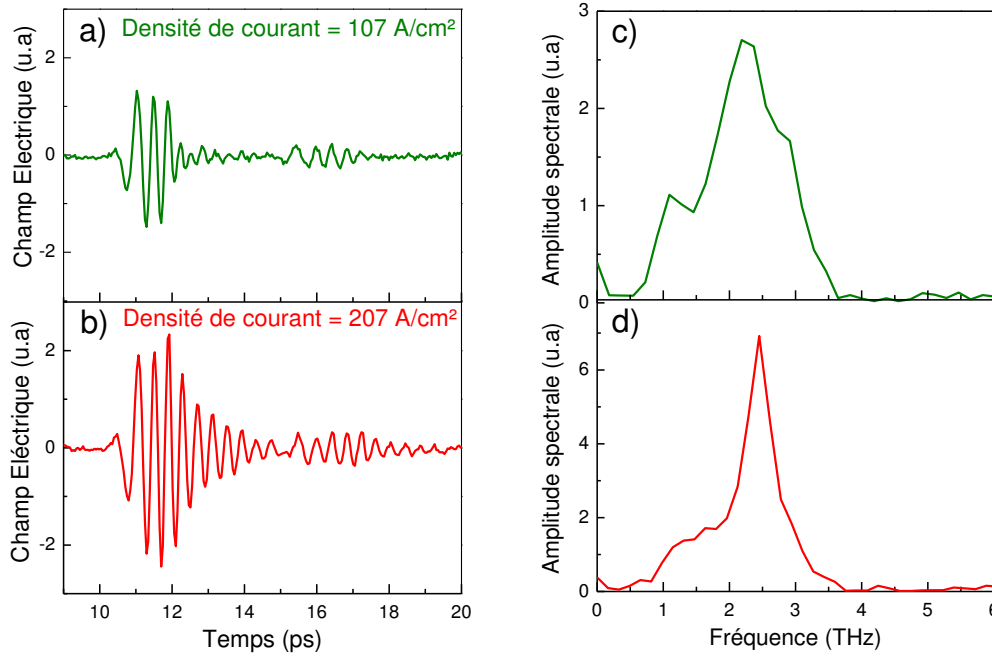 a) Densité de courant = 107 A/cm²
Champ Electrique (u.a)
2
0
-2
b) Densité de courant = 207 A/cm²
Champ Eléctrique (u.a)
2
0
-2
10 12 14 16 18 20
Temps (ps)
c)
Amplitude spectrale (u.a)
3
2
1
0
d)
Amplitude spectrale (u.a)
6
4
2
0
0 1 2 3 4 5 6
Fréquence (THz)